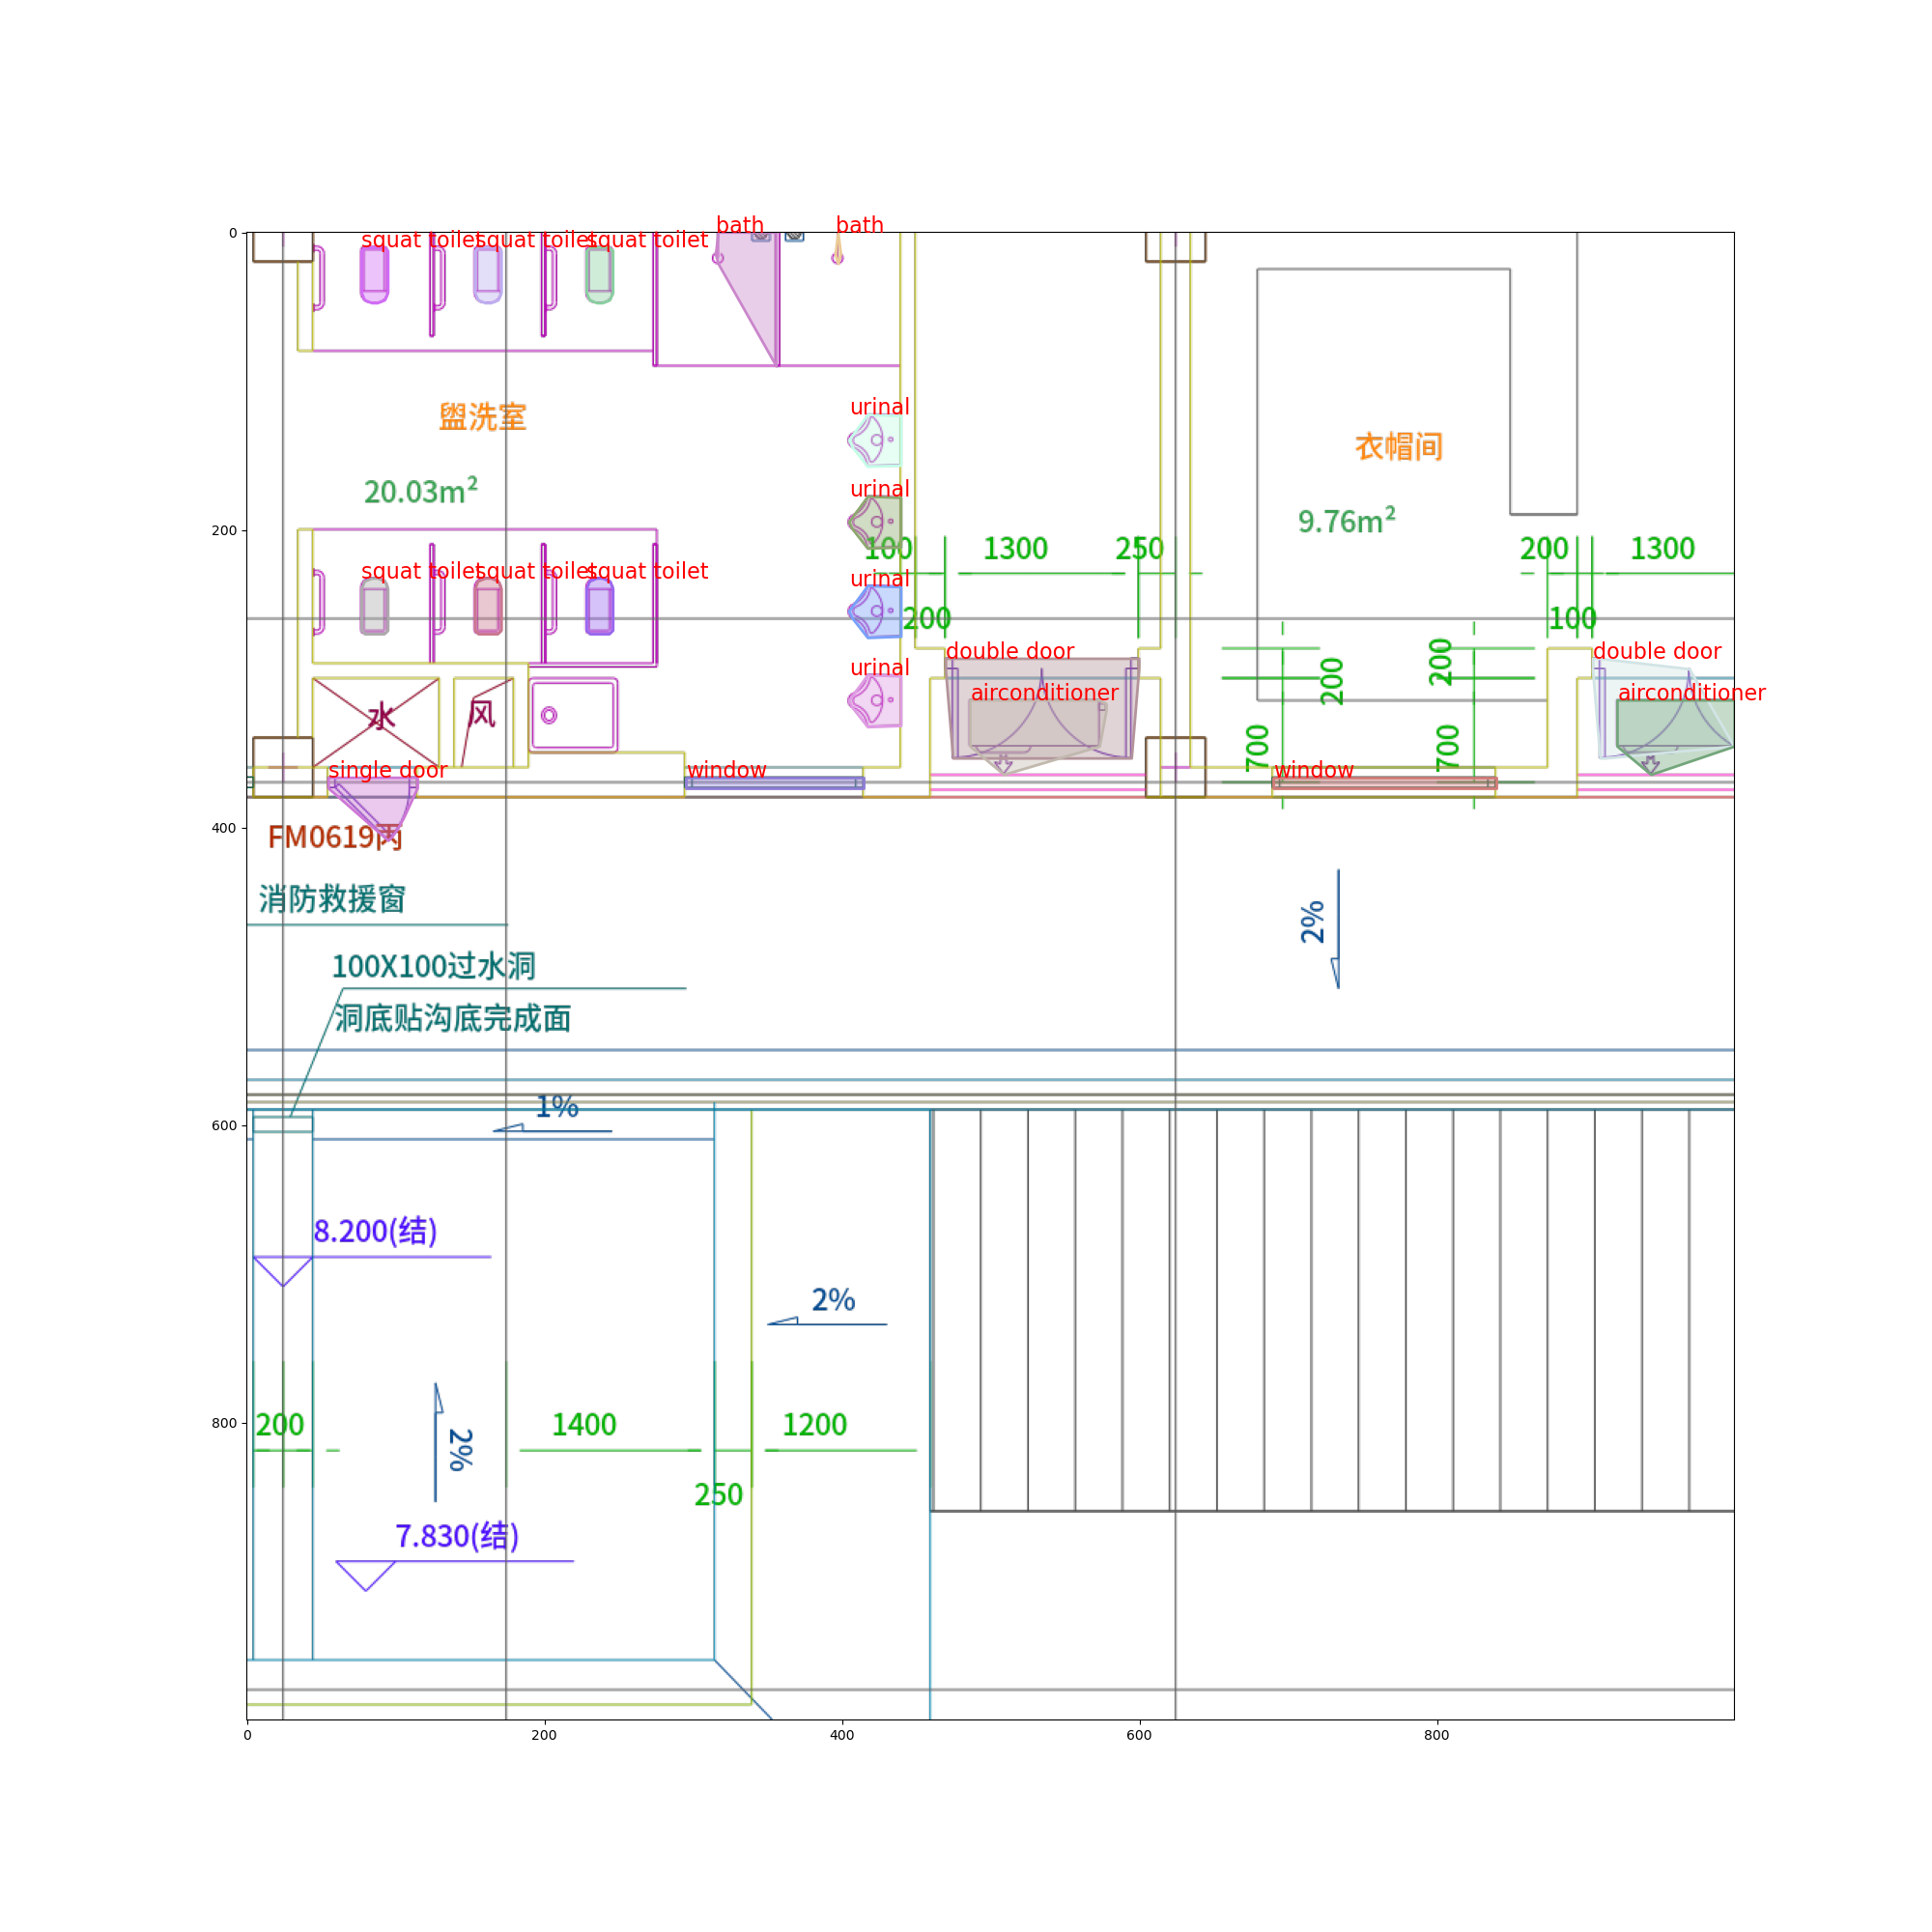 bath
bath
0
squat toilet
squat toilet
squat toilet
urinal
盥洗室
衣帽间
20.03m²
urinal
9.76m²
200
100
1300
250
200
1300
squat toilet
squat toilet
squat toilet
urinal
200
100
double door
double door
200
200
urinal
airconditioner
airconditioner
水
风
700
700
single door
window
window
400
FM0619丙
消防救援窗
2%
100X100过水洞
洞底贴沟底完成面
1%
600
8.200(结)
2%
800
200
1400
1200
2%
250
7.830(结)
0
200
400
600
800